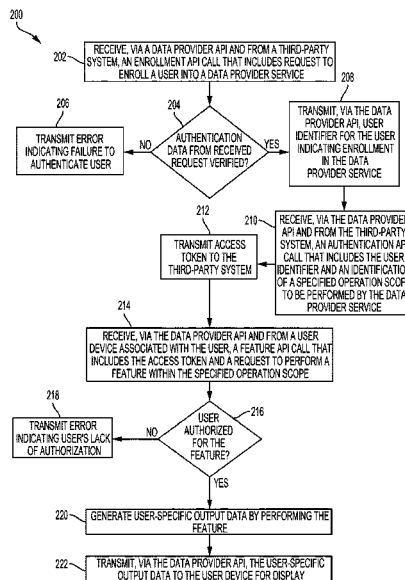 200
202
RECEIVE, VIA A DATA PROVIDER API AND FROM A THIRD-PARTY
SYSTEM, AN ENROLLMENT API CALL THAT INCLUDES REQUEST TO
ENROLL A USER INTO A DATA PROVIDER SERVICE
204
AUTHENTICATION
DATA FROM RECEIVED
REQUEST VERIFIED?
NO
YES
206
TRANSMIT ERROR
INDICATING FAILURE TO
AUTHENTICATE USER
208
TRANSMIT, VIA THE DATA
PROVIDER API, USER
IDENTIFIER FOR THE USER
INDICATING ENROLLMENT
IN THE DATA
PROVIDER SERVICE
210
RECEIVE, VIA THE DATA PROVIDER
API AND FROM THE THIRD-PARTY
SYSTEM, AN AUTHENTICATION API
CALL THAT INCLUDES THE USER
IDENTIFIER AND AN IDENTIFICATION
OF A SPECIFIED OPERATION SCOPE
TO BE PERFORMED BY THE DATA
PROVIDER SERVICE
212
TRANSMIT ACCESS
TOKEN TO THE
THIRD-PARTY SYSTEM
214
RECEIVE, VIA THE DATA PROVIDER API AND FROM A USER
DEVICE ASSOCIATED WITH THE USER, A FEATURE API CALL THAT
INCLUDES THE ACCESS TOKEN AND A REQUEST TO PERFORM A
FEATURE WITHIN THE SPECIFIED OPERATION SCOPE
216
USER
AUTHORIZED
FOR THE
FEATURE?
NO
YES
218
TRANSMIT ERROR
INDICATING USER'S LACK
OF AUTHORIZATION
220
GENERATE USER-SPECIFIC OUTPUT DATA BY PERFORMING THE
FEATURE
222
TRANSMIT, VIA THE DATA PROVIDER API, THE USER-SPECIFIC
OUTPUT DATA TO THE USER DEVICE FOR DISPLAY